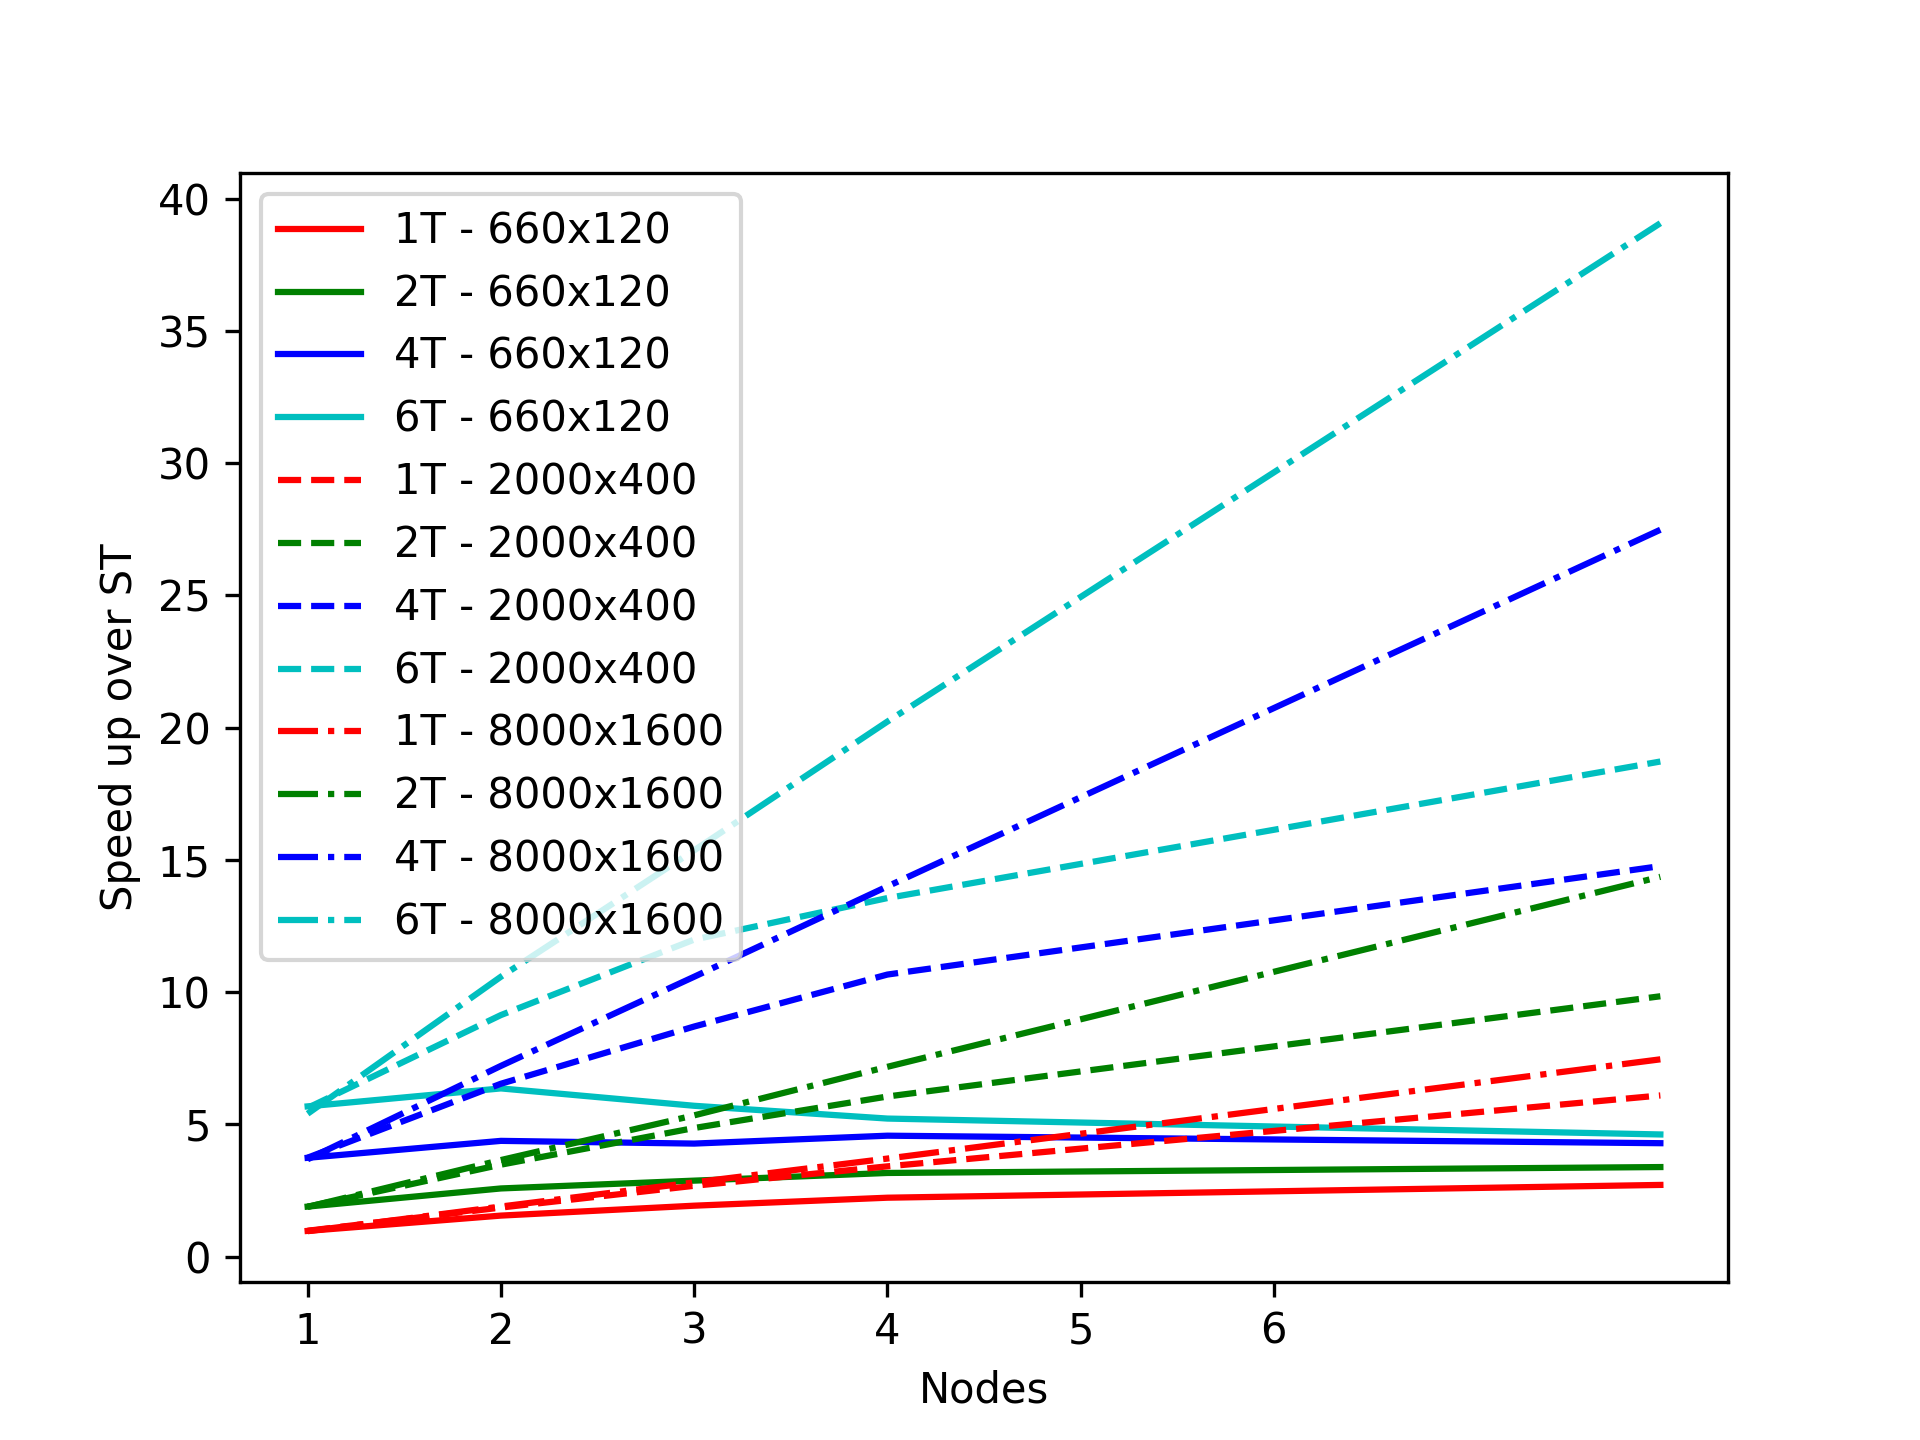 40
35
30
25
20
15
10
5
0
Speed up over ST
1T - 660x120
2T - 660x120
4T - 660x120
6T - 660x120
1T - 2000x400
2T - 2000x400
4T - 2000x400
6T - 2000x400
1T - 8000x1600
2T - 8000x1600
4T - 8000x1600
6T - 8000x1600
1 2 3 4 5 6
Nodes